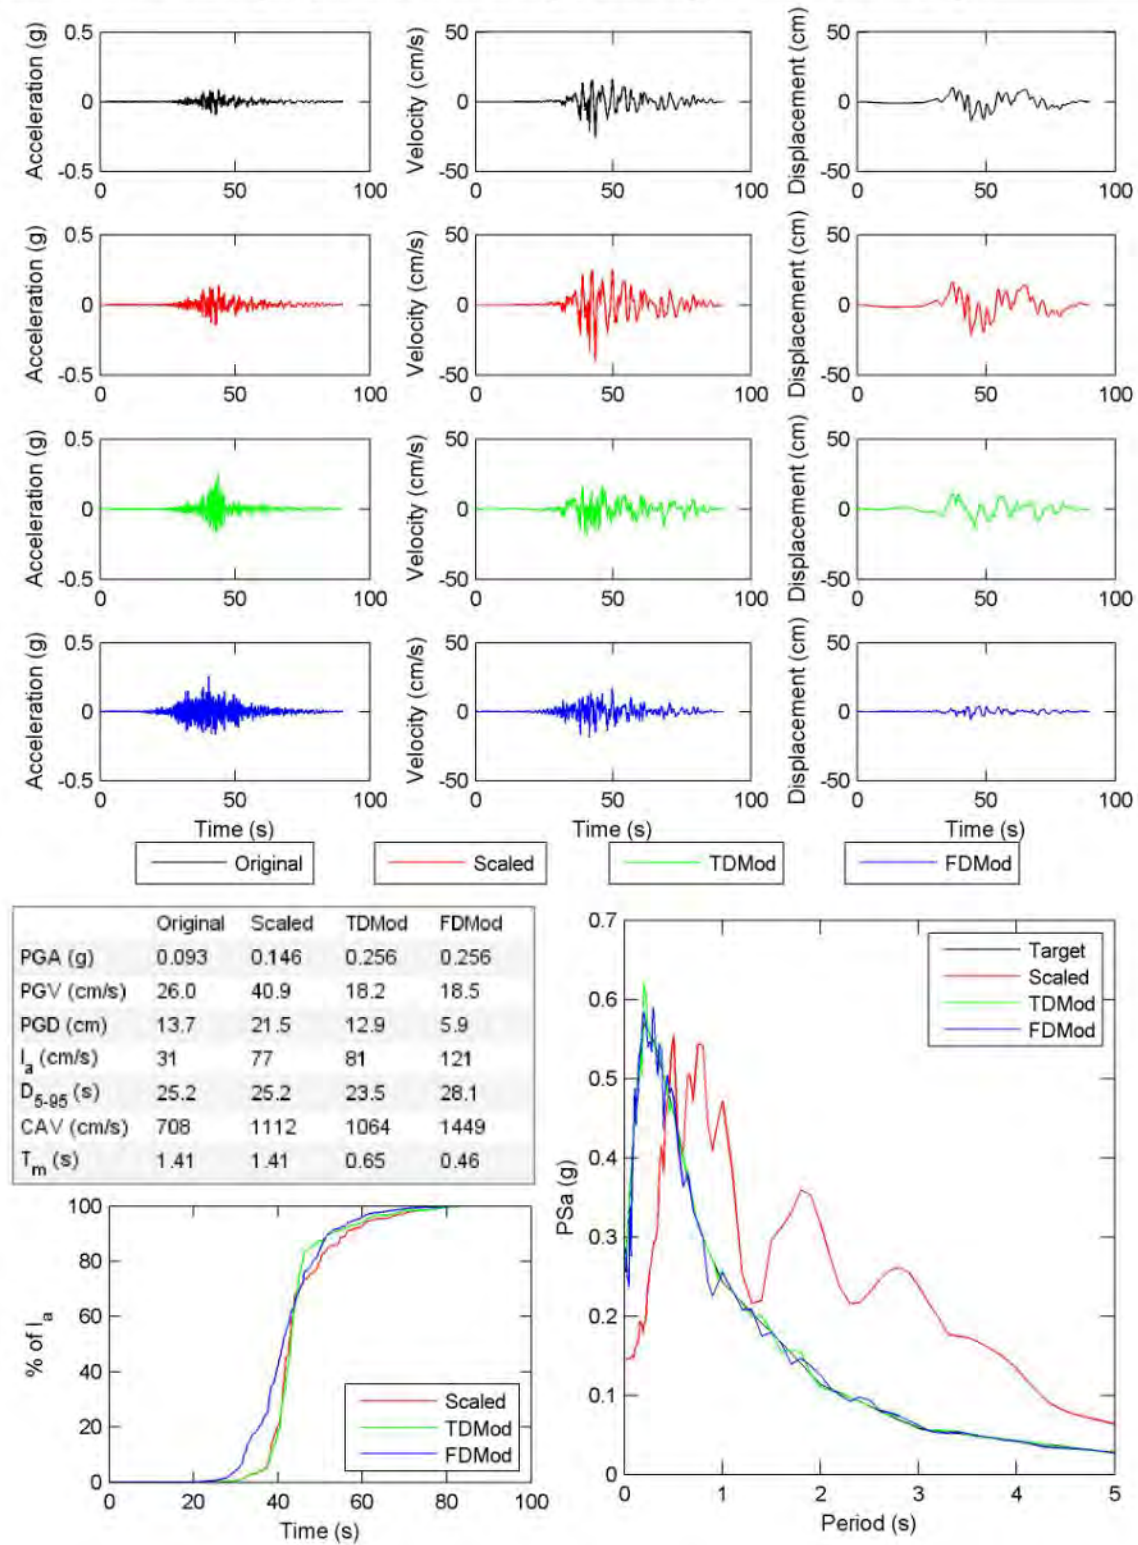 Acceleration (g)
0.5
0
-0.5
0 50 100
Velocity (cm/s)
50
0
-50
0 50 100
Displacement (cm)
50
0
-50
0 50 100
Acceleration (g)
0.5
0
-0.5
0 50 100
Velocity (cm/s)
50
0
-50
0 50 100
Displacement (cm)
50
0
-50
0 50 100
Acceleration (g)
0.5
0
-0.5
0 50 100
Velocity (cm/s)
50
0
-50
0 50 100
Displacement (cm)
50
0
-50
0 50 100
Acceleration (g)
0.5
0
-0.5
0 50 100
Time (s)
Velocity (cm/s)
50
0
-50
0 50 100
Time (s)
Displacement (cm)
50
0
-50
0 50 100
Time (s)
Original
Scaled
TDMod
FDMod
Original Scaled TDMod FDMod
PGA (g) 0.093 0.146 0.256 0.256
PGV (cm/s) 26.0 40.9 18.2 18.5
PGD (cm) 13.7 21.5 12.9 5.9
Ia (cm/s) 31 77 81 121
D5-95 (s) 25.2 25.2 23.5 28.1
CAV (cm/s) 708 1112 1064 1449
Tm (s) 1.41 1.41 0.65 0.46
% of Ia
100
80
60
40
20
0
0 20 40 60 80 100
Time (s)
Scaled
TDMod
FDMod
PSa (g)
0.7
0.6
0.5
0.4
0.3
0.2
0.1
0
0 1 2 3 4 5
Period (s)
Target
Scaled
TDMod
FDMod